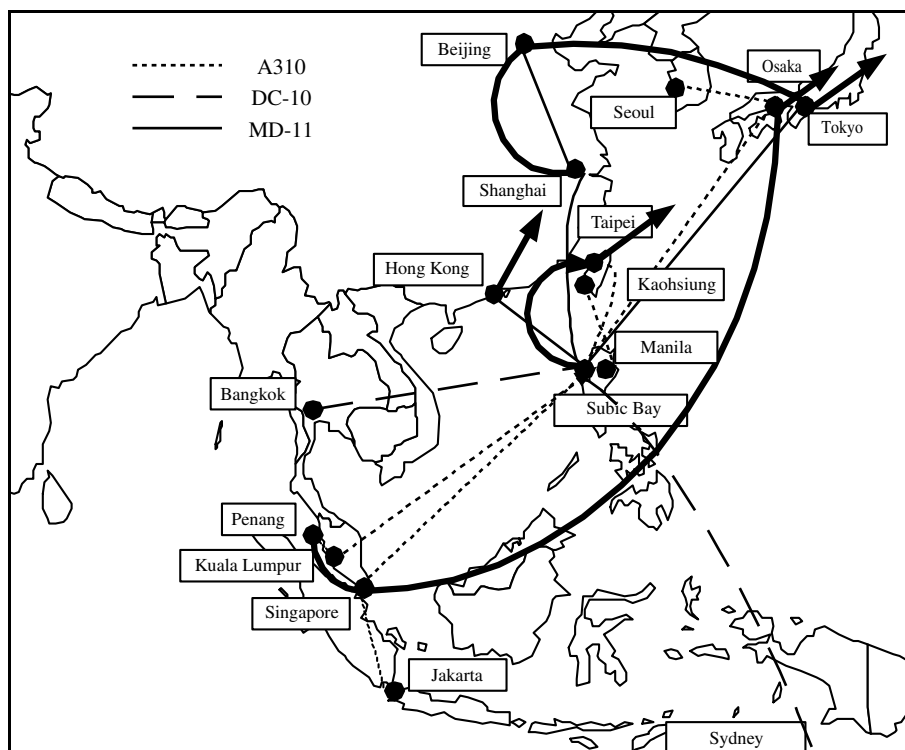 Beijing
A310
Osaka
DC-10
Seoul
MD-11
Tokyo
Shanghai
Taipei
Hong Kong
Kaohsiung
Manila
Bangkok
Subic Bay
Penang
Kuala Lumpur
Singapore
Jakarta
Sydney